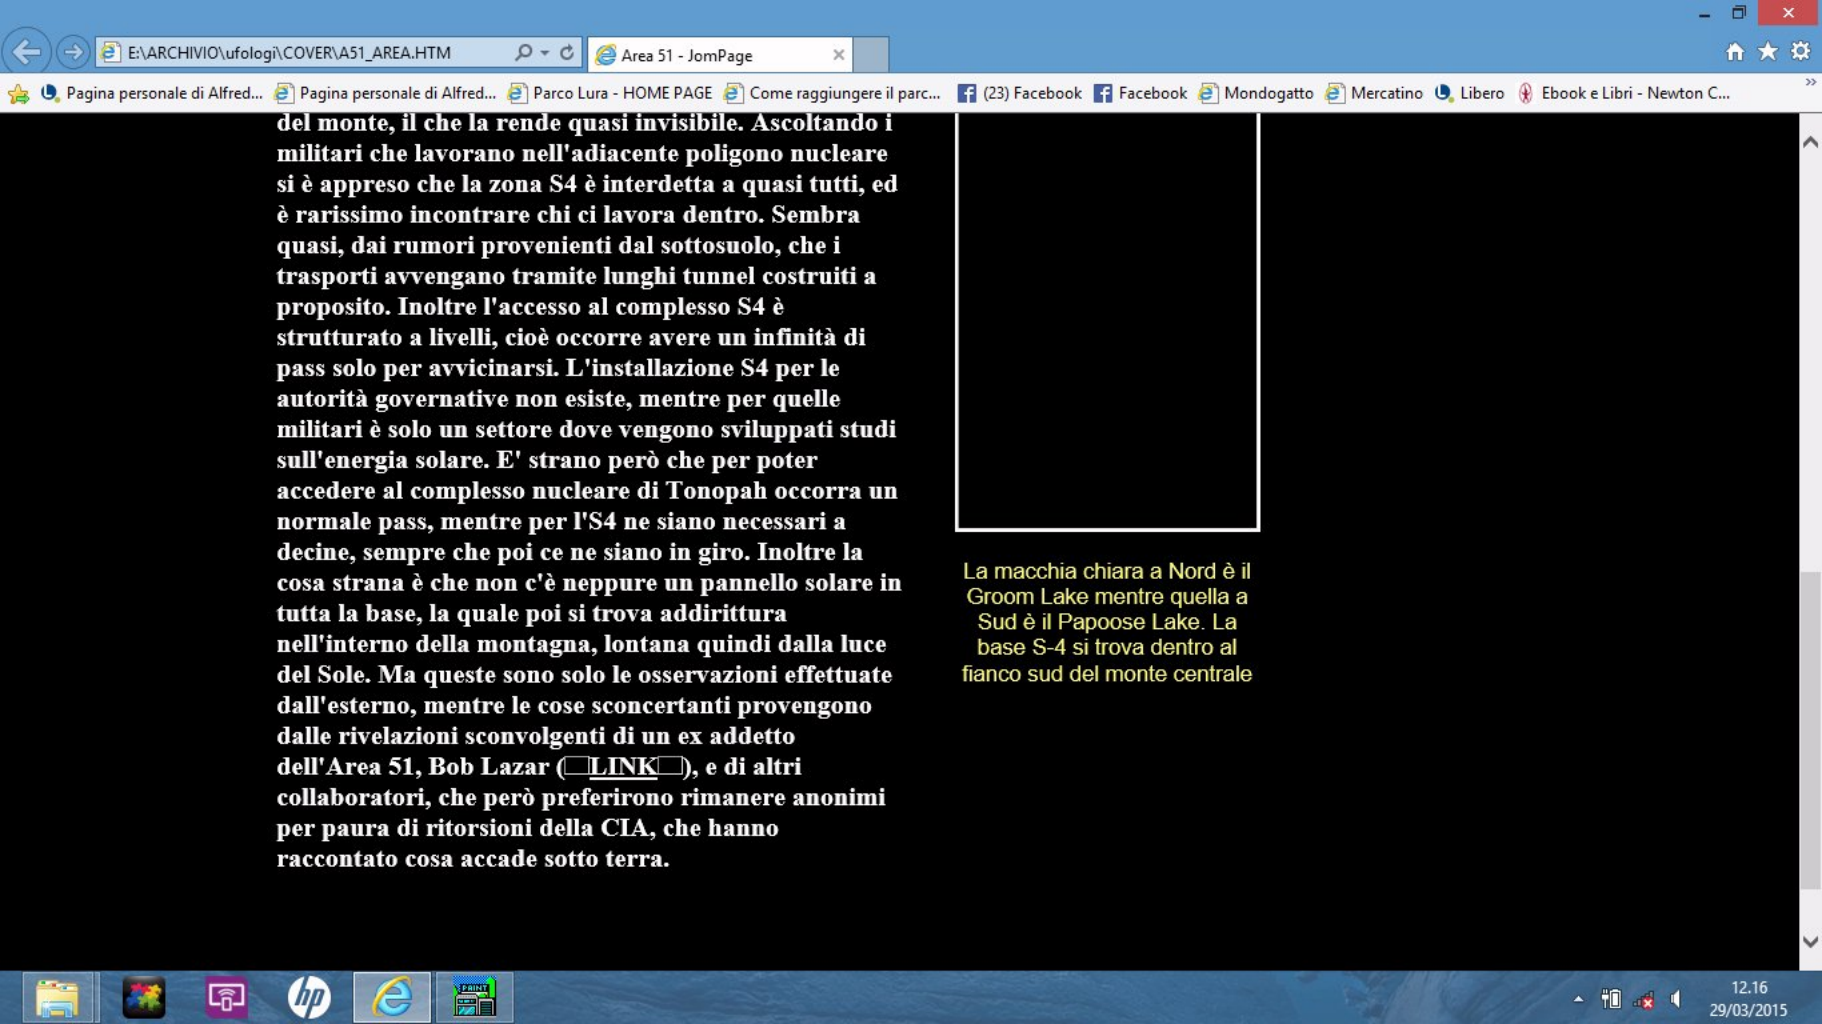 E:\ARCHIVIO\ufologi\COVER\A51_AREA.HTM
Area 51 - JomPage
Pagina personale di Alfred...
Pagina personale di Alfred...
Parco Lura - HOME PAGE
Come raggiungere il parc...
(23) Facebook
Facebook
Mondogatto
Mercatino
Libero
Ebook e Libri - Newton C...
del monte, il che la rende quasi invisibile. Ascoltando i
militari che lavorano nell'adiacente poligono nucleare
si è appreso che la zona S4 è interdetta a quasi tutti, ed
è rarissimo incontrare chi ci lavora dentro. Sembra
quasi, dai rumori provenienti dal sottosuolo, che i
trasporti avvengano tramite lunghi tunnel costruiti a
proposito. Inoltre l'accesso al complesso S4 è
strutturato a livelli, cioè occorre avere un infinità di
pass solo per avvicinarsi. L'installazione S4 per le
autorità governative non esiste, mentre per quelle
militari è solo un settore dove vengono sviluppati studi
sull'energia solare. E' strano però che per poter
accedere al complesso nucleare di Tonopah occorra un
normale pass, mentre per l'S4 ne siano necessari a
decine, sempre che poi ce ne siano in giro. Inoltre la
cosa strana è che non c'è neppure un pannello solare in
tutta la base, la quale poi si trova addirittura
nell'interno della montagna, lontana quindi dalla luce
del Sole. Ma queste sono solo le osservazioni effettuate
dall'esterno, mentre le cose sconcertanti provengono
dalle rivelazioni sconvolgenti di un ex addetto
dell'Area 51, Bob Lazar (□LINK□), e di altri
collaboratori, che però preferirono rimanere anonimi
per paura di ritorsioni della CIA, che hanno
raccontato cosa accade sotto terra.
La macchia chiara a Nord è il
Groom Lake mentre quella a
Sud è il Papoose Lake. La
base S-4 si trova dentro al
fianco sud del monte centrale
hp
PAINT
12.16
29/03/2015